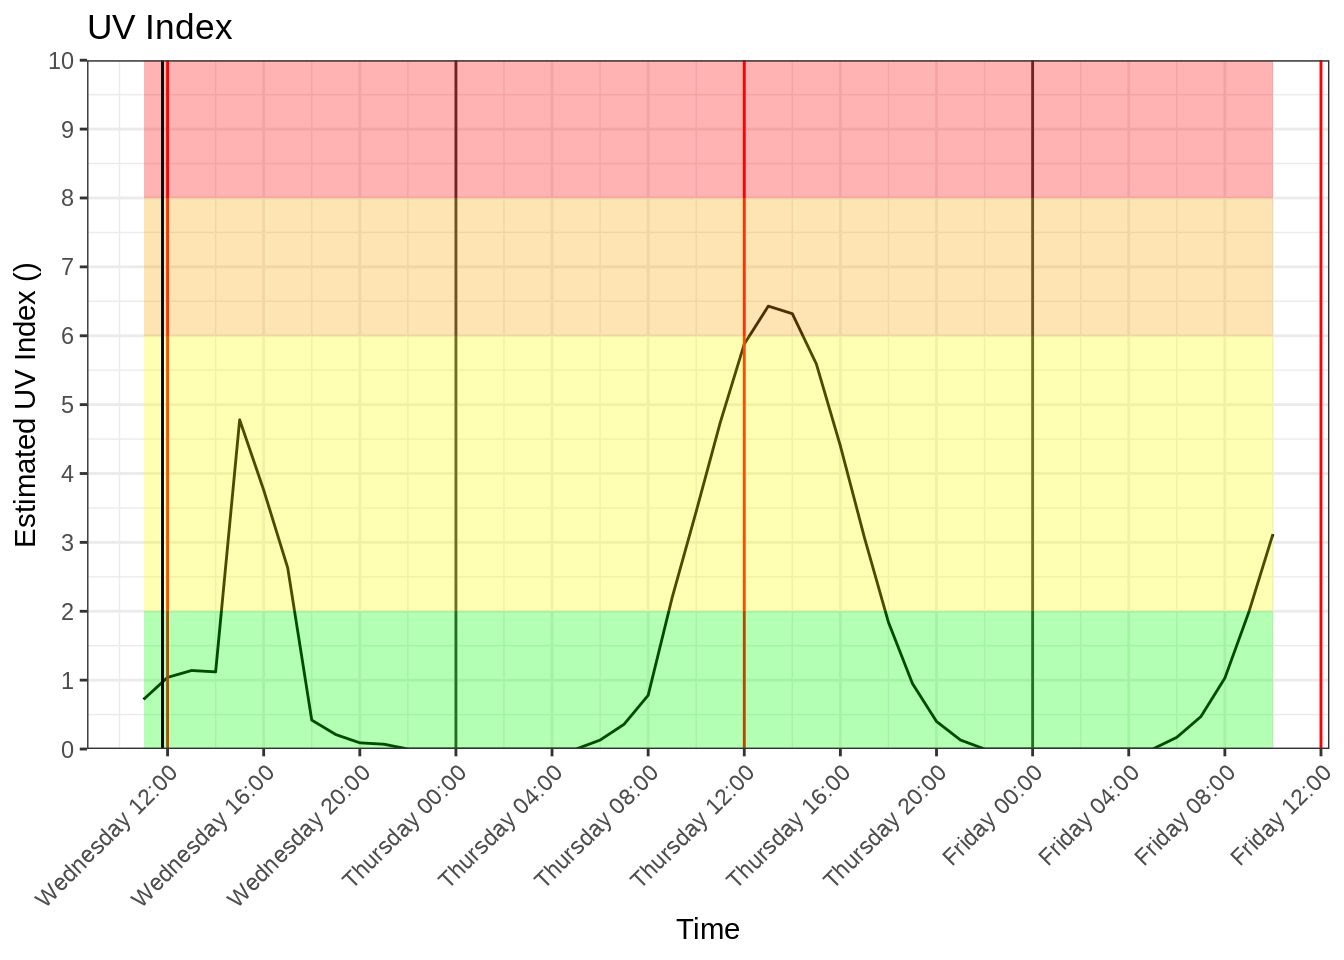 UV Index
Estimated UV Index ()
10
9
8
7
6
5
4
3
2
1
0
Wednesday 12:00
Wednesday 16:00
Wednesday 20:00
Thursday 00:00
Thursday 04:00
Thursday 08:00
Thursday 12:00
Thursday 16:00
Thursday 20:00
Friday 00:00
Friday 04:00
Friday 08:00
Friday 12:00
Time